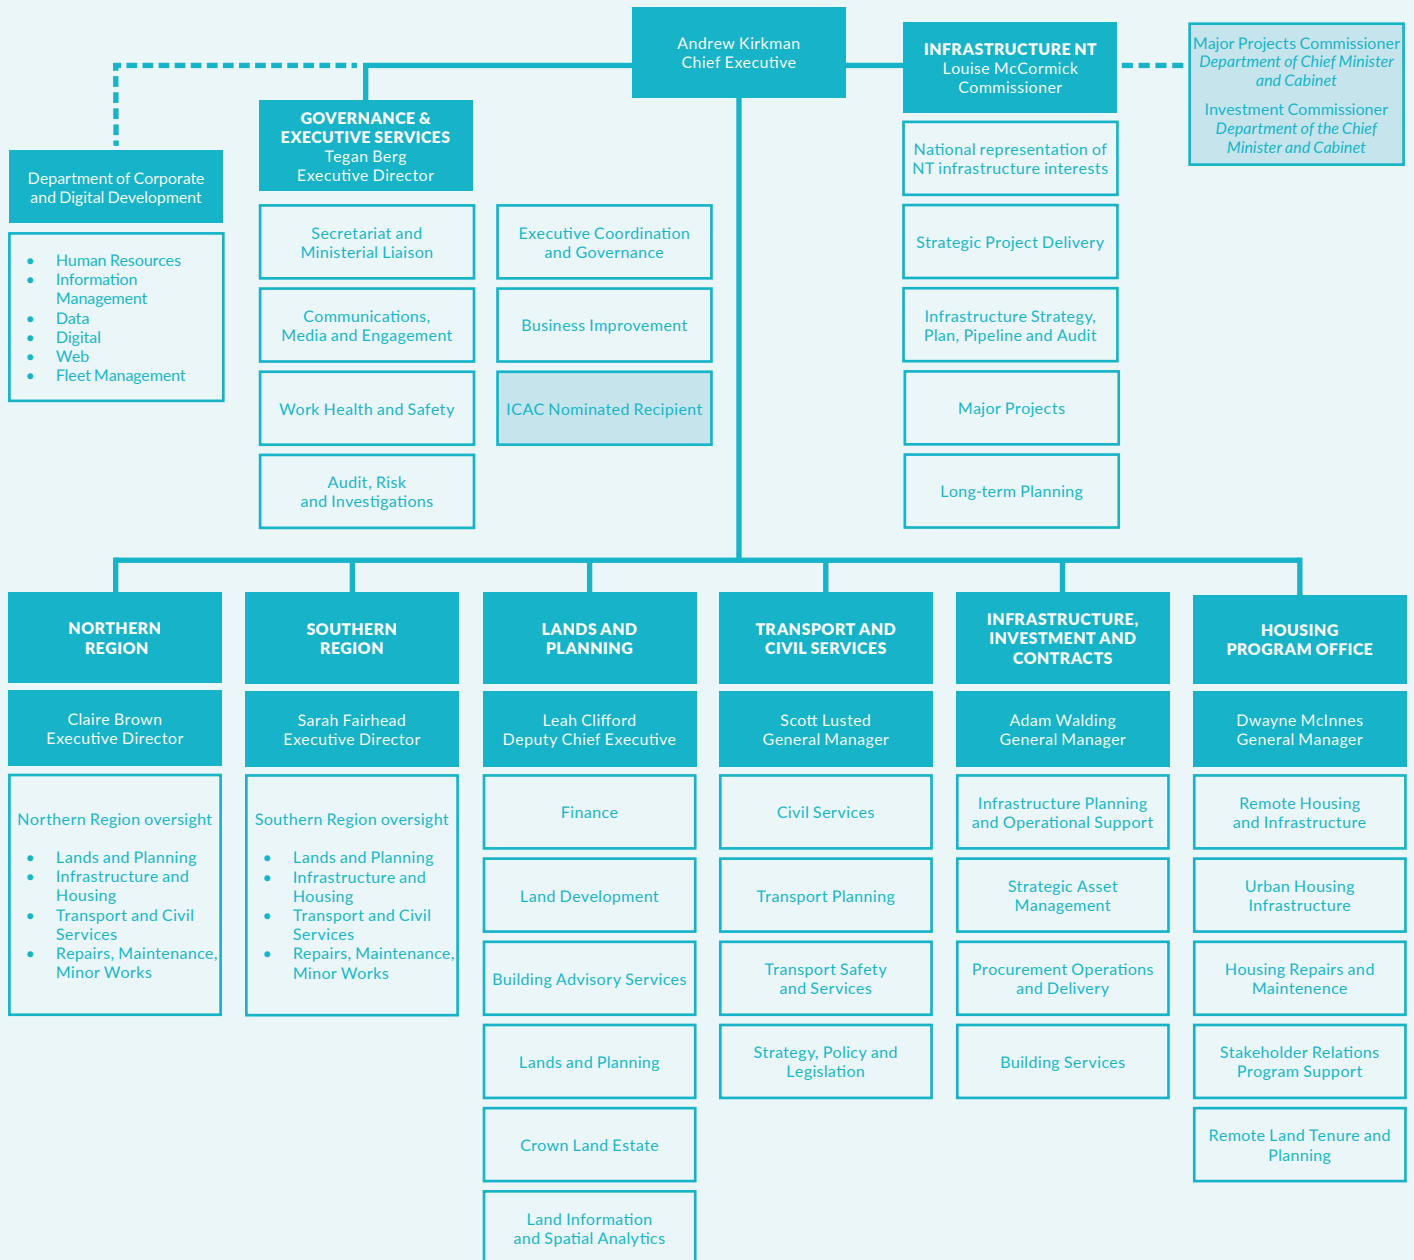 Andrew Kirkman
Chief Executive
INFRASTRUCTURE NT
Louise McCormick
Commissioner
Major Projects Commissioner
Department of Chief Minister
and Cabinet
Investment Commissioner
Department of the Chief
Minister and Cabinet
GOVERNANCE &
EXECUTIVE SERVICES
Tegan Berg
Executive Director
Department of Corporate
and Digital Development
• Human Resources
• Information
Management
• Data
• Digital
• Web
• Fleet Management
Secretariat and
Ministerial Liaison
Communications,
Media and Engagement
Work Health and Safety
Audit, Risk
and Investigations
Executive Coordination
and Governance
Business Improvement
ICAC Nominated Recipient
National representation of
NT infrastructure interests
Strategic Project Delivery
Infrastructure Strategy,
Plan, Pipeline and Audit
Major Projects
Long-term Planning
NORTHERN
REGION
Claire Brown
Executive Director
Northern Region oversight
• Lands and Planning
• Infrastructure and
Housing
• Transport and Civil
Services
• Repairs, Maintenance,
Minor Works
SOUTHERN
REGION
Sarah Fairhead
Executive Director
Southern Region oversight
• Lands and Planning
• Infrastructure and
Housing
• Transport and Civil
Services
• Repairs, Maintenance,
Minor Works
LANDS AND
PLANNING
Leah Clifford
Deputy Chief Executive
Finance
Land Development
Building Advisory Services
Lands and Planning
Crown Land Estate
Land Information
and Spatial Analytics
TRANSPORT AND
CIVIL SERVICES
Scott Lusted
General Manager
Civil Services
Transport Planning
Transport Safety
and Services
Strategy, Policy and
Legislation
INFRASTRUCTURE,
INVESTMENT AND
CONTRACTS
Adam Walding
General Manager
Infrastructure Planning
and Operational Support
Strategic Asset
Management
Procurement Operations
and Delivery
Building Services
HOUSING
PROGRAM OFFICE
Dwayne McInnes
General Manager
Remote Housing
and Infrastructure
Urban Housing
Infrastructure
Housing Repairs and
Maintenence
Stakeholder Relations
Program Support
Remote Land Tenure and
Planning